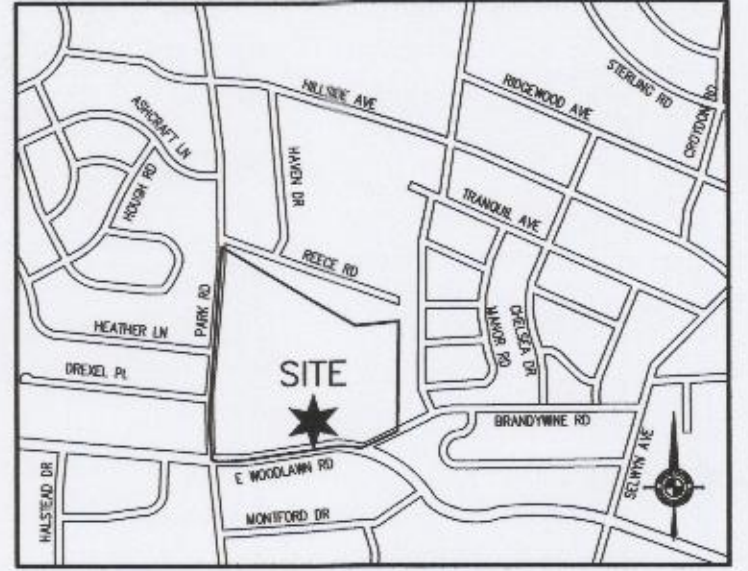 HILLSIDE AVE
STERLING RD
RIDGEWOOD AVE
CROYDON RD
ASHCRAFT LN
HOUGH RD
HAVEN DR
TRANQUIL AVE
REECE RD
PARK RD
HEATHER LN
DREXEL PL
MANOR RD
CHELSEA DR
SITE
BRANDYWINE RD
E WOODLAWN RD
SELWYN AVE
HALSTEAD DR
MONTFORD DR